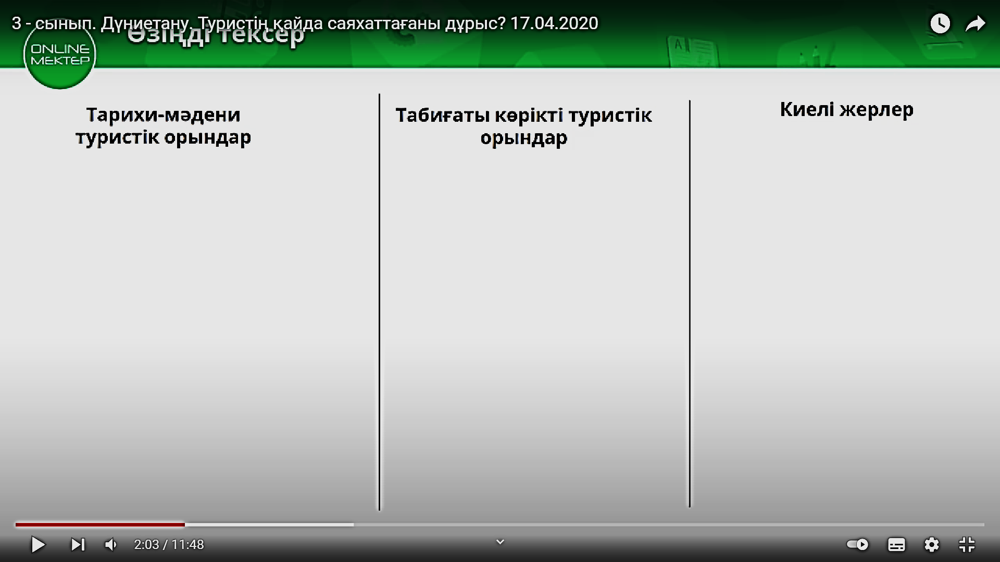 3 - сынып. Дүниетану. Туристің қайда саяхаттағаны дұрыс? 17.04.2020
Өзіңді тексер
ONLINE
МЕКТЕР
Тарихи-мәдени
туристік орындар
Табиғаты көрікті туристік
орындар
Киелі жерлер
2:03 / 11:48